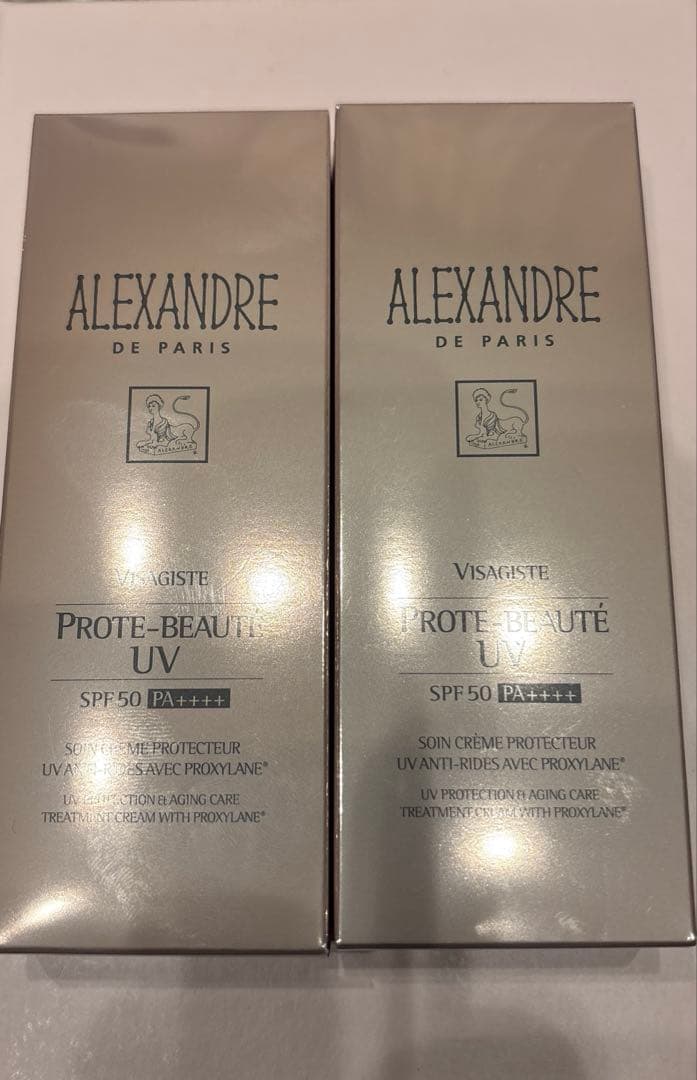 ALEXANDRE
DE PARIS
ALEXANDRE
VISAGISTE
PROTE-BEAUTÉ
UV
SPF 50 PA++++
SOIN CRÈME PROTECTEUR
UV ANTI-RIDES AVEC PROXYLANE®
UV PROTECTION & AGING CARE
TREATMENT CREAM WITH PROXYLANE®
ALEXANDRE
DE PARIS
ALEXANDRE
VISAGISTE
PROTE-BEAUTÉ
UV
SPF 50 PA++++
SOIN CRÈME PROTECTEUR
UV ANTI-RIDES AVEC PROXYLANE®
UV PROTECTION & AGING CARE
TREATMENT CREAM WITH PROXYLANE®